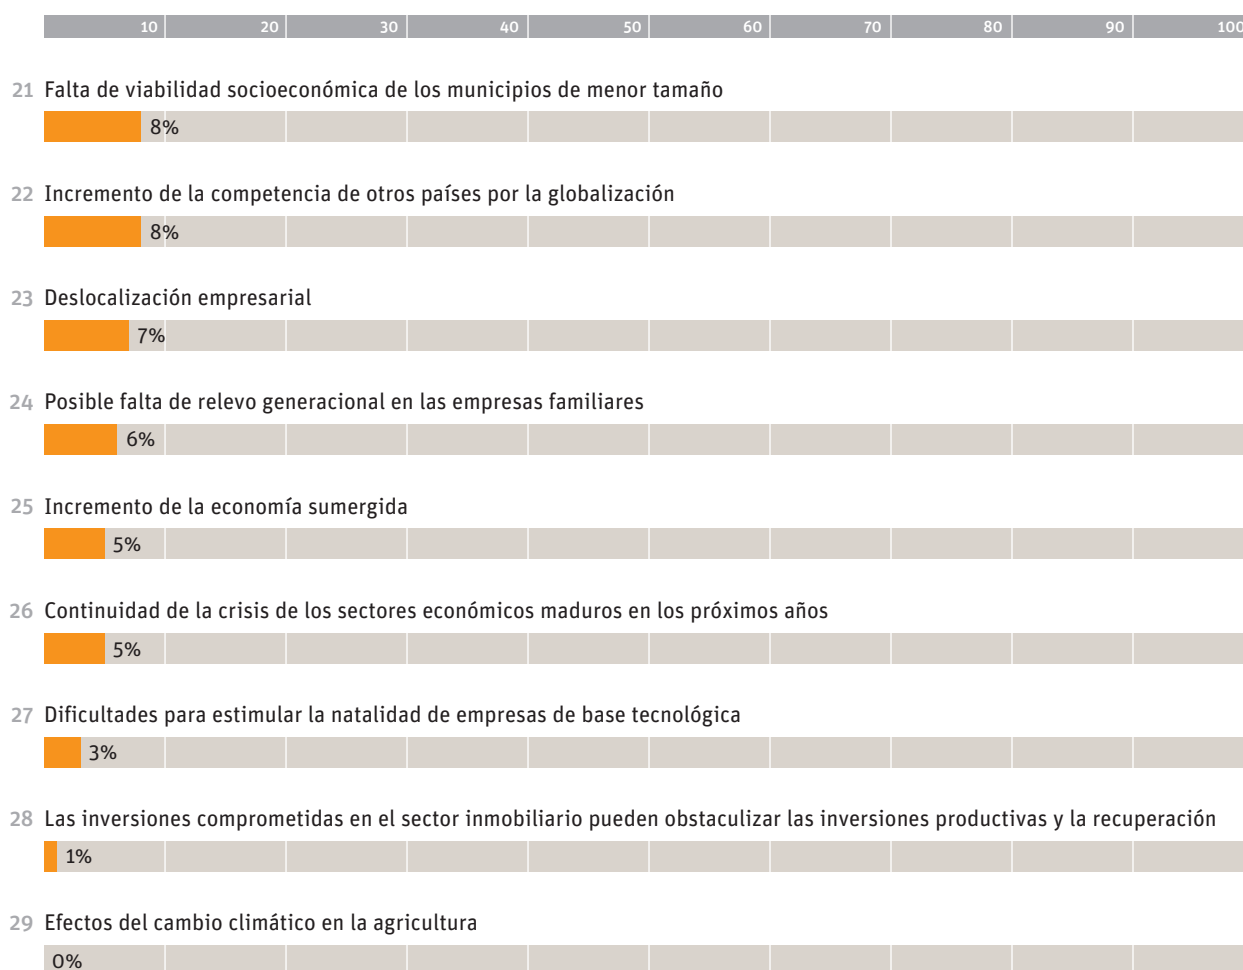 10 20 30 40 50 60 70 80 90 100
21 Falta de viabilidad socioeconómica de los municipios de menor tamaño
8%
22 Incremento de la competencia de otros países por la globalización
8%
23 Deslocalización empresarial
7%
24 Posible falta de relevo generacional en las empresas familiares
6%
25 Incremento de la economía sumergida
5%
26 Continuidad de la crisis de los sectores económicos maduros en los próximos años
5%
27 Dificultades para estimular la natalidad de empresas de base tecnológica
3%
28 Las inversiones comprometidas en el sector inmobiliario pueden obstaculizar las inversiones productivas y la recuperación
1%
29 Efectos del cambio climático en la agricultura
0%